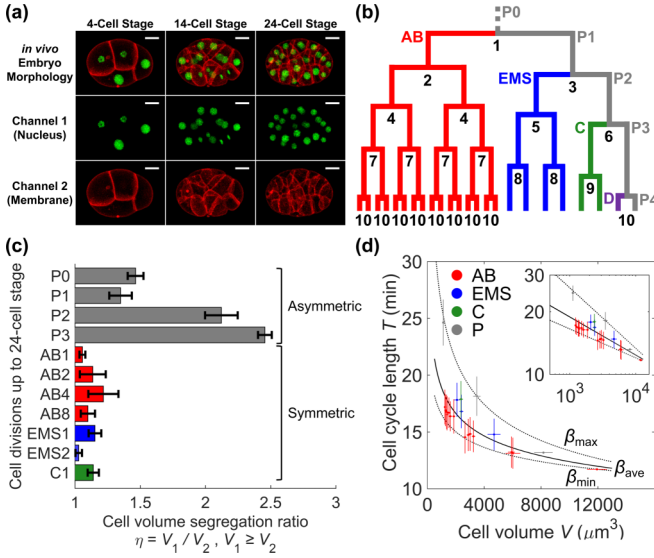 (a)
4-Cell Stage 14-Cell Stage 24-Cell Stage
in vivo
Embryo
Morphology
Channel 1
(Nucleus)
Channel 2
(Membrane)
(b)
P0
AB
1
P1
2
EMS
3
P2
4 4
5
C
6
P3
7 7 7 7
8 8
9
D
P4
10 10 10 10 10 10 10 10
10
(c)
Cell divisions up to 24-cell stage
P0
P1
P2
P3
AB1
AB2
AB4
AB8
EMS1
EMS2
C1
Asymmetric
Symmetric
1 1.5 2 2.5 3
Cell volume segregation ratio
η = V1 / V2 , V1 ≥ V2
(d)
Cell cycle length T (min)
30
25
20
15
10
AB
EMS
C
P
30
20
10
10³ 10⁴
βmax
βave
βmin
0 4000 8000 12000
Cell volume V (μm³)